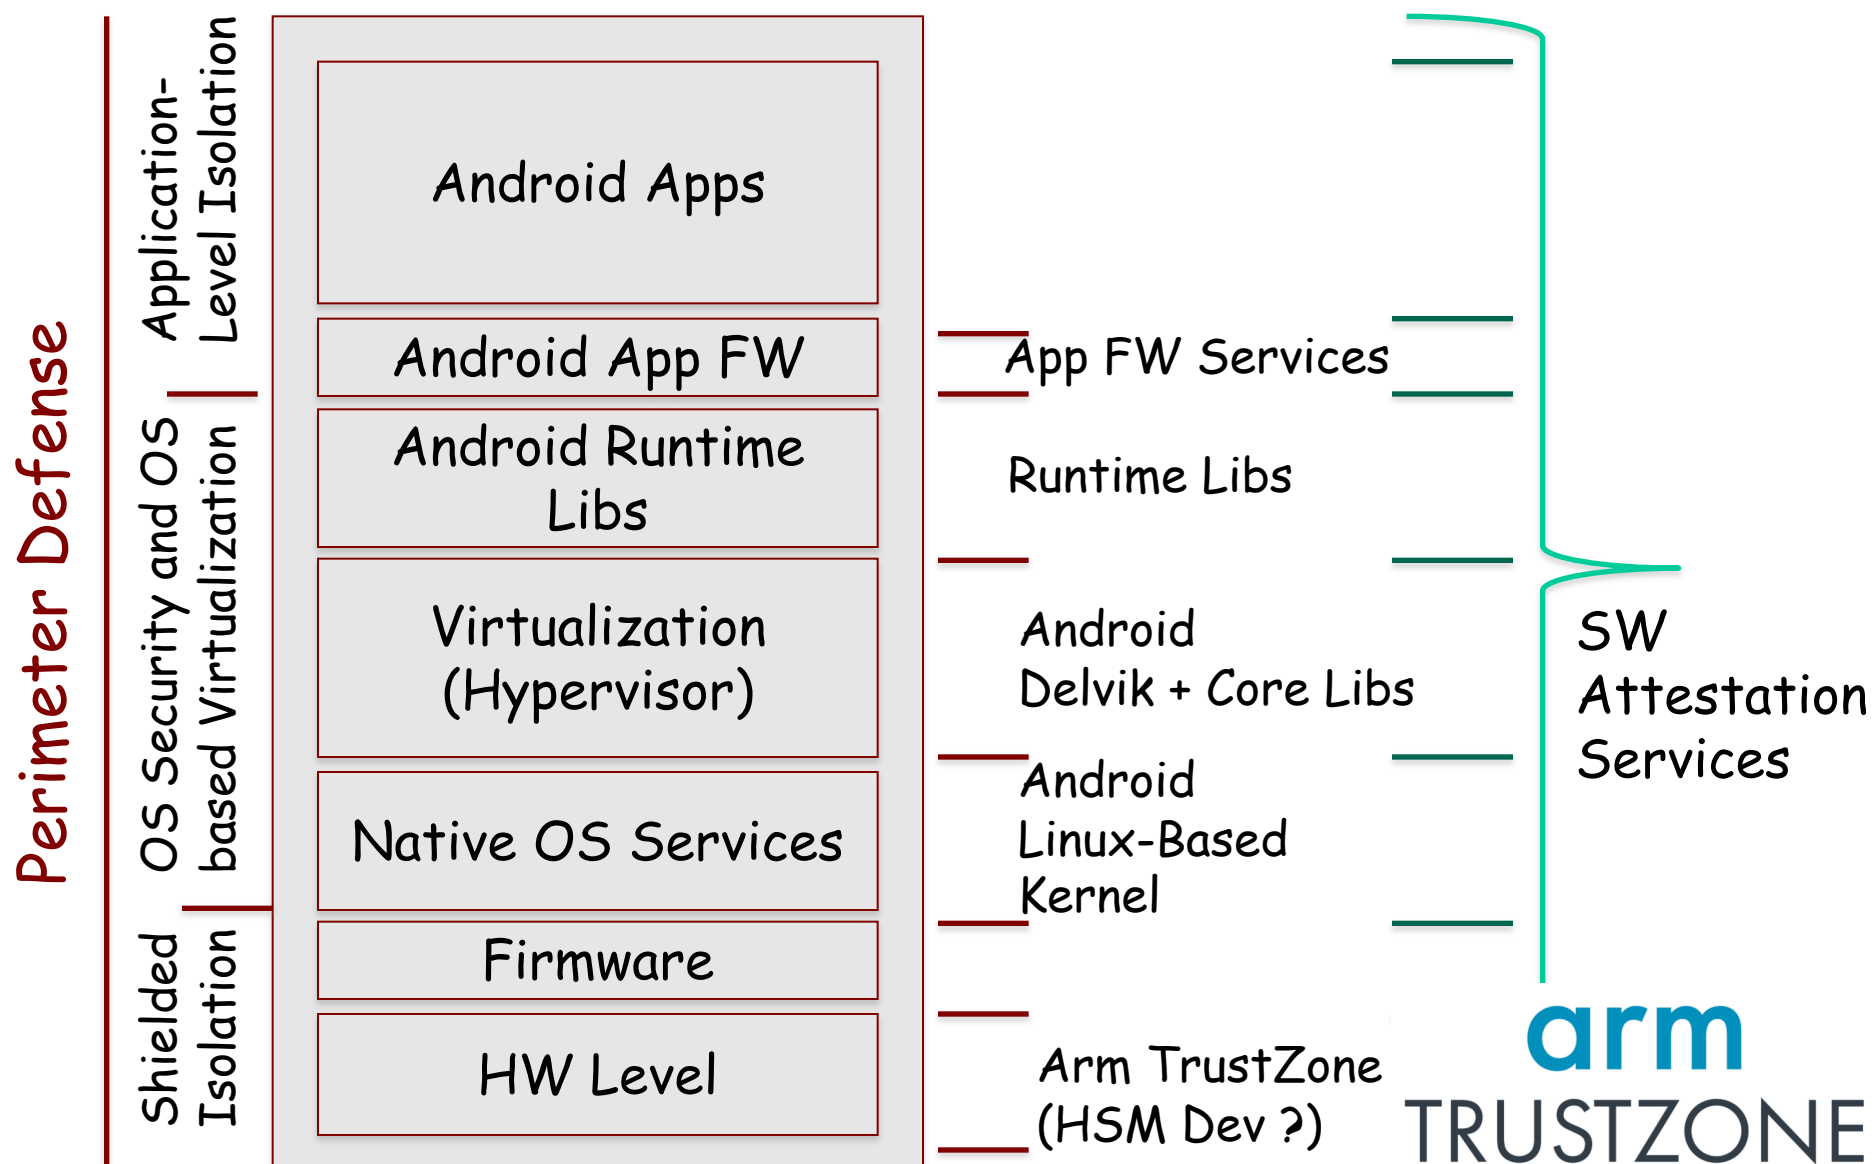 Perimeter Defense
Application-
Level Isolation
OS Security and OS
based Virtualization
Shielded
Isolation
Android Apps
Android App FW
Android Runtime
Libs
Virtualization
(Hypervisor)
Native OS Services
Firmware
HW Level
App FW Services
Runtime Libs
Android
Delvik + Core Libs
Android
Linux-Based
Kernel
Arm TrustZone
(HSM Dev ?)
SW
Attestation
Services
arm
TRUSTZONE